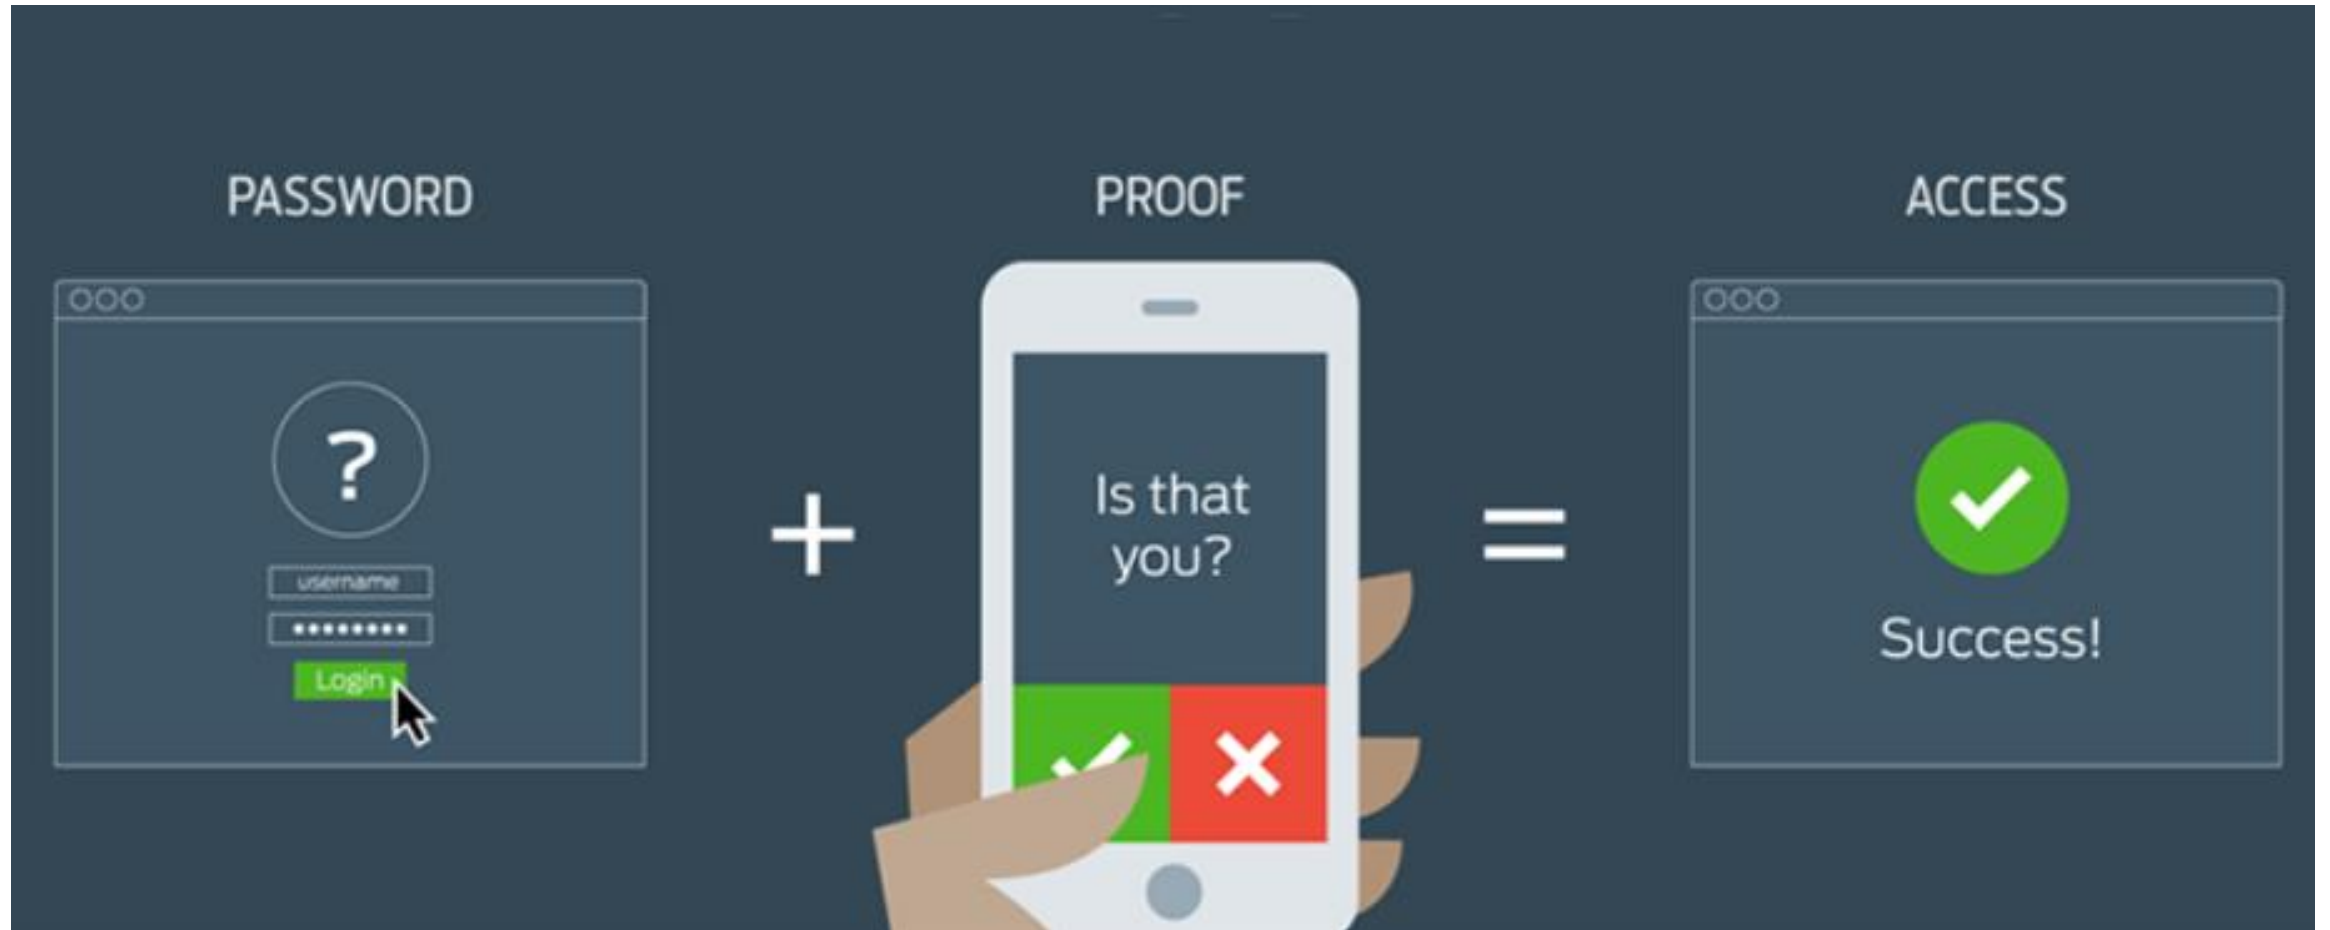 PASSWORD
PROOF
ACCESS
?
username
••••••••
Login
+
Is that
you?
=
Success!